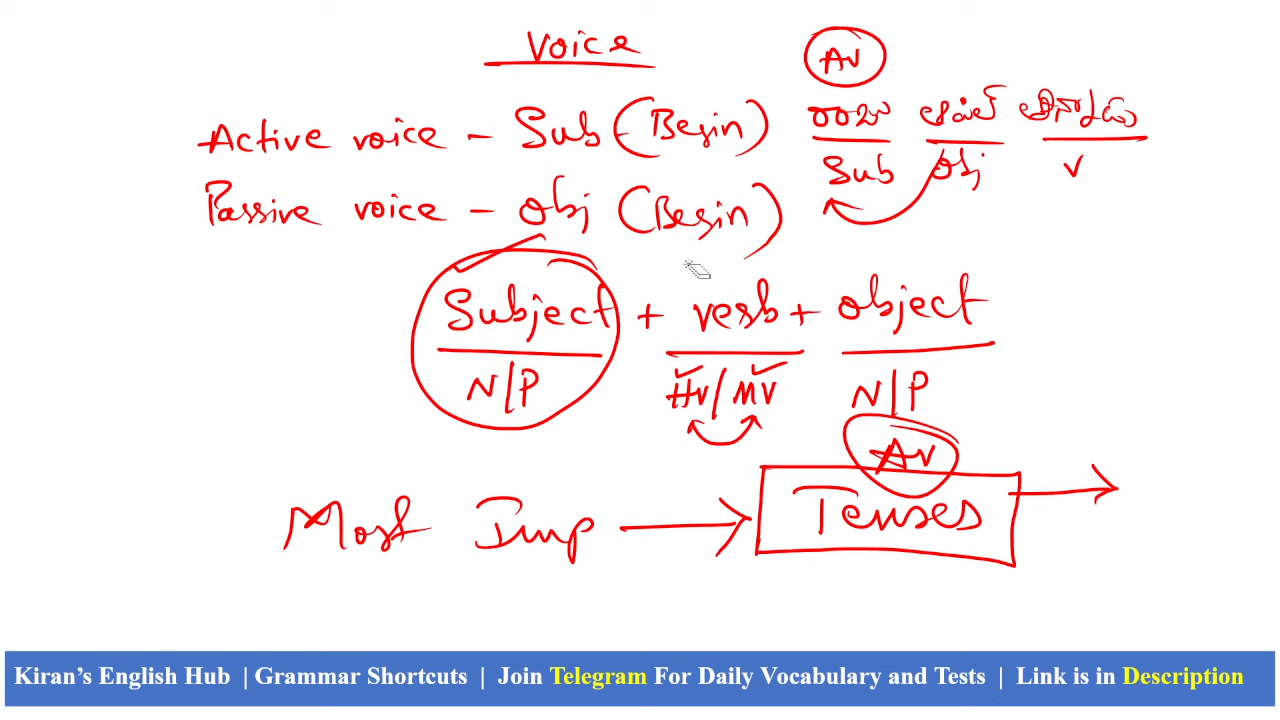 Voice
AV
Active voice - Sub (Begin) రాజు
Sub Obj V
Passive voice - Obj (Begin)
Subject + verb + object
N/P HV/MV N/P
AV
Most Imp Tenses
Kiran's English Hub | Grammar Shortcuts | Join Telegram For Daily Vocabulary and Tests | Link is in Description